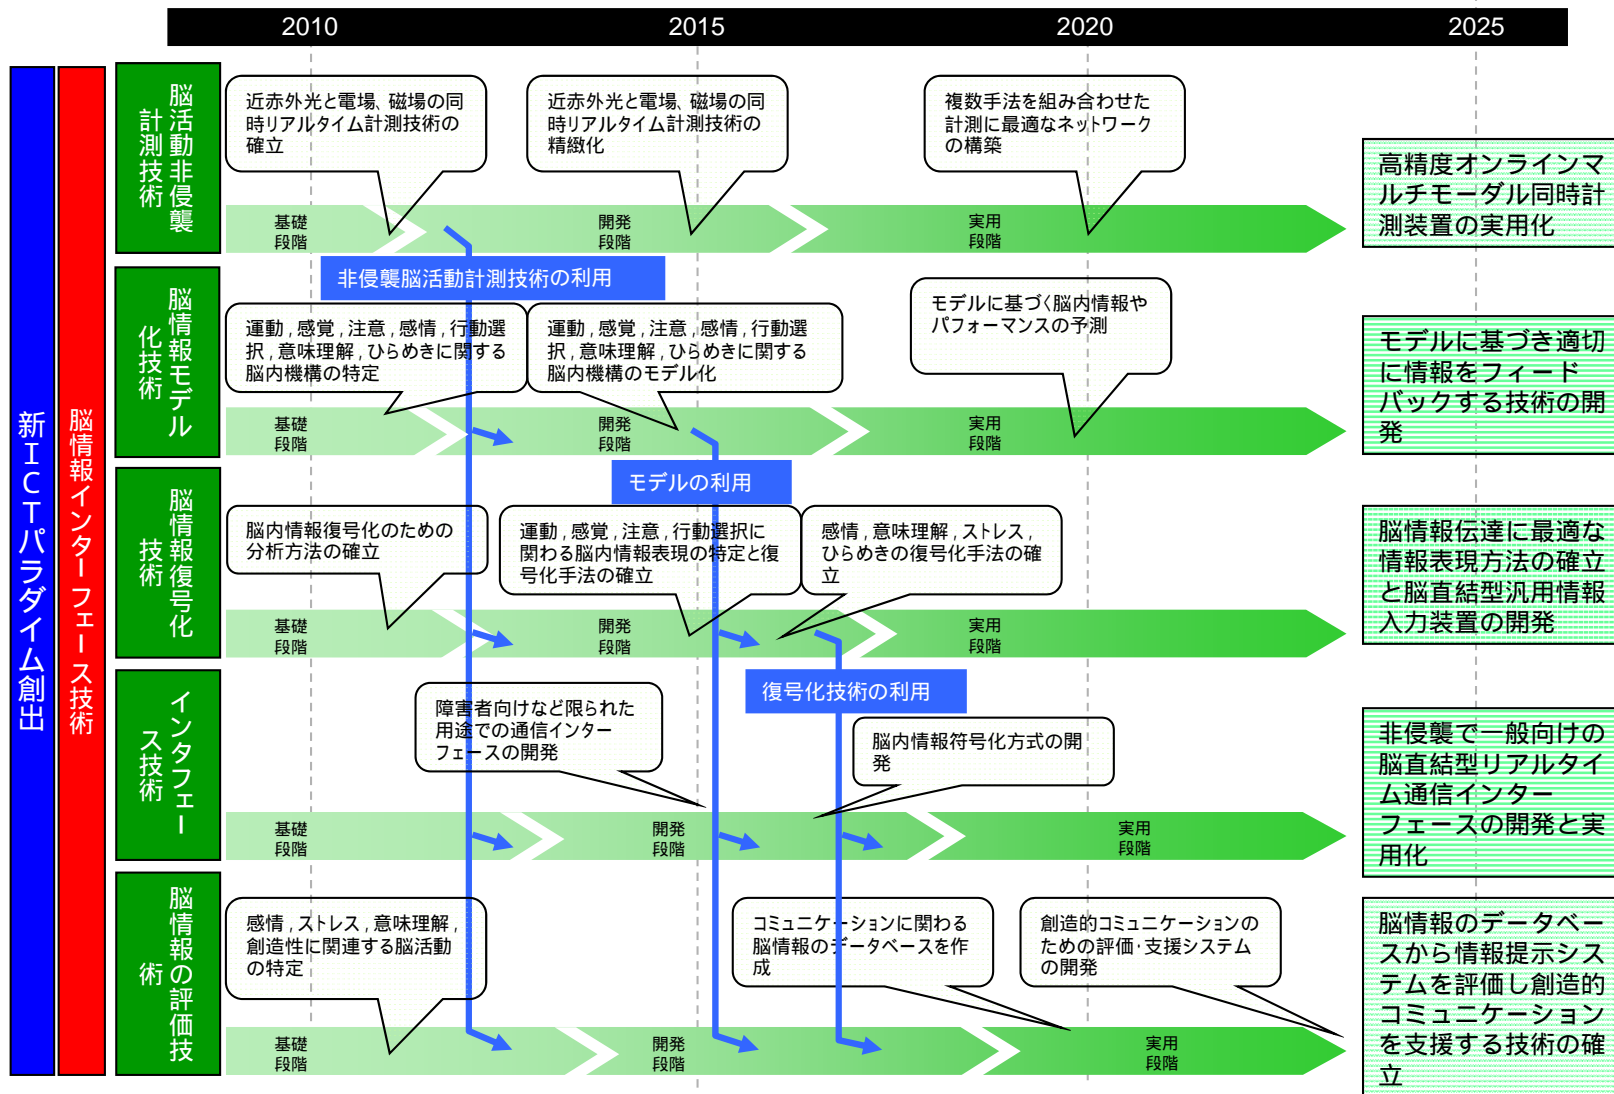 2010
2015
2020
2025
新ICTパラダイム創出
脳情報インターフェース技術
脳活動非侵襲
計測技術
近赤外光と電場、磁場の同
時リアルタイム計測技術の
確立
近赤外光と電場、磁場の同
時リアルタイム計測技術の
精緻化
複数手法を組み合わせた
計測に最適なネットワーク
の構築
基礎
段階
開発
段階
実用
段階
高精度オンラインマ
ルチモーダル同時計
測装置の実用化
非侵襲脳活動計測技術の利用
脳情報モデル
化技術
運動,感覚,注意,感情,行動選
択,意味理解,ひらめきに関する
脳内機構の特定
運動,感覚,注意,感情,行動選
択,意味理解,ひらめきに関する
脳内機構のモデル化
モデルに基づく脳内情報や
パフォーマンスの予測
基礎
段階
開発
段階
実用
段階
モデルに基づき適切
に情報をフィード
バックする技術の開
発
モデルの利用
脳情報復号化
技術
脳内情報復号化のための
分析方法の確立
運動,感覚,注意,行動選択に
関わる脳内情報表現の特定と復
号化手法の確立
感情,意味理解,ストレス,
ひらめきの復号化手法の確
立
基礎
段階
開発
段階
実用
段階
脳情報伝達に最適な
情報表現方法の確立
と脳直結型汎用情報
入力装置の開発
復号化技術の利用
インタフェー
ス技術
障害者向けなど限られた
用途での通信インター
フェースの開発
脳内情報符号化方式の開
発
基礎
段階
開発
段階
実用
段階
非侵襲で一般向けの
脳直結型リアルタイ
ム通信インター
フェースの開発と実
用化
脳情報の評価技
術
感情,ストレス,意味理解,
創造性に関連する脳活動
の特定
コミュニケーションに関わる
脳情報のデータベースを作
成
創造的コミュニケーションの
ための評価･支援システム
の開発
基礎
段階
開発
段階
実用
段階
脳情報のデータベー
スから情報提示シス
テムを評価し創造的
コミュニケーション
を支援する技術の確
立